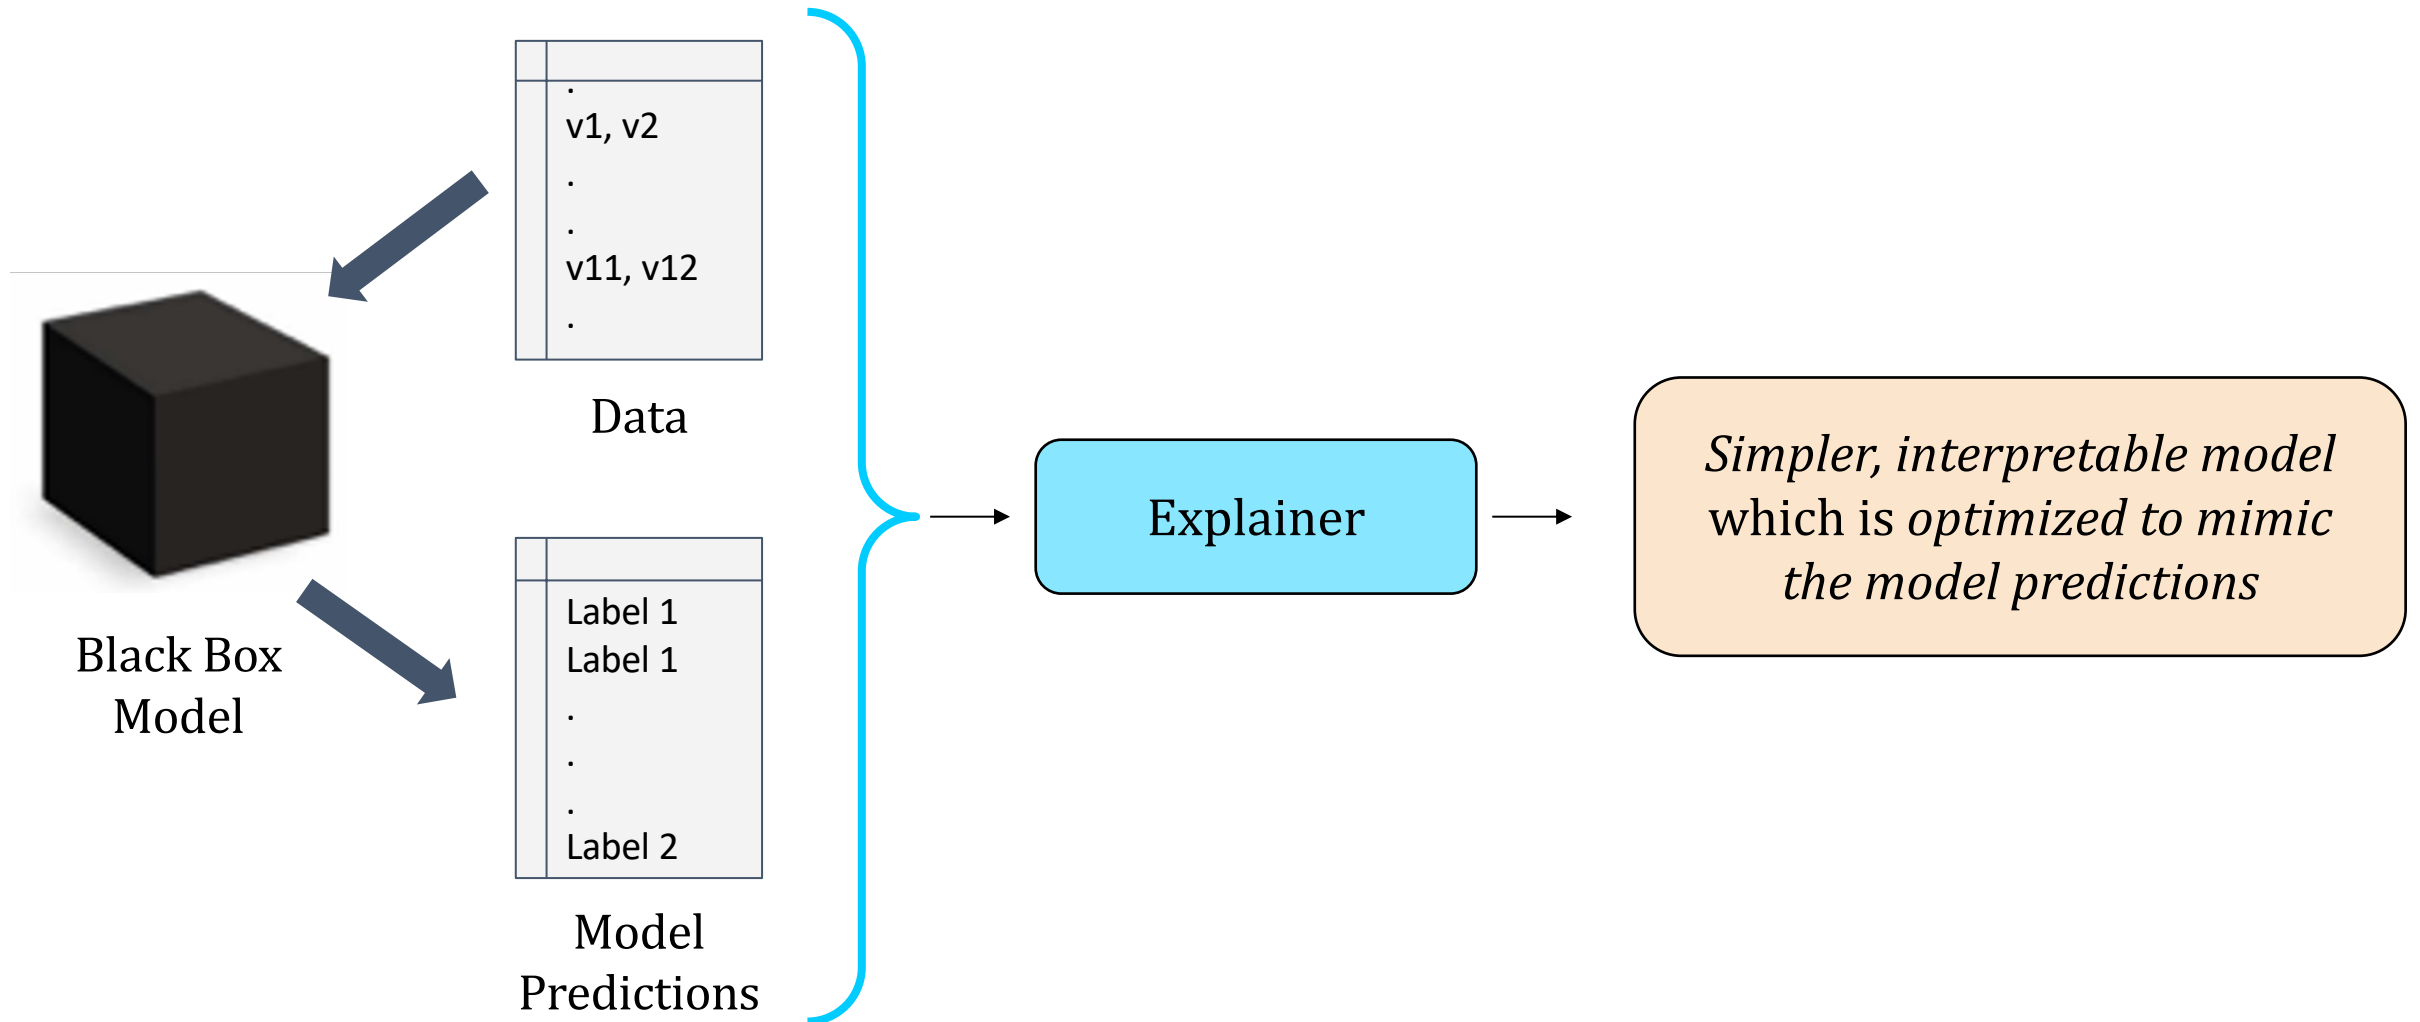 .
v1, v2
.
.
v11, v12
.
Data
Black Box
Model
Label 1
Label 1
.
.
.
Label 2
Model
Predictions
Explainer
Simpler, interpretable model
which is optimized to mimic
the model predictions